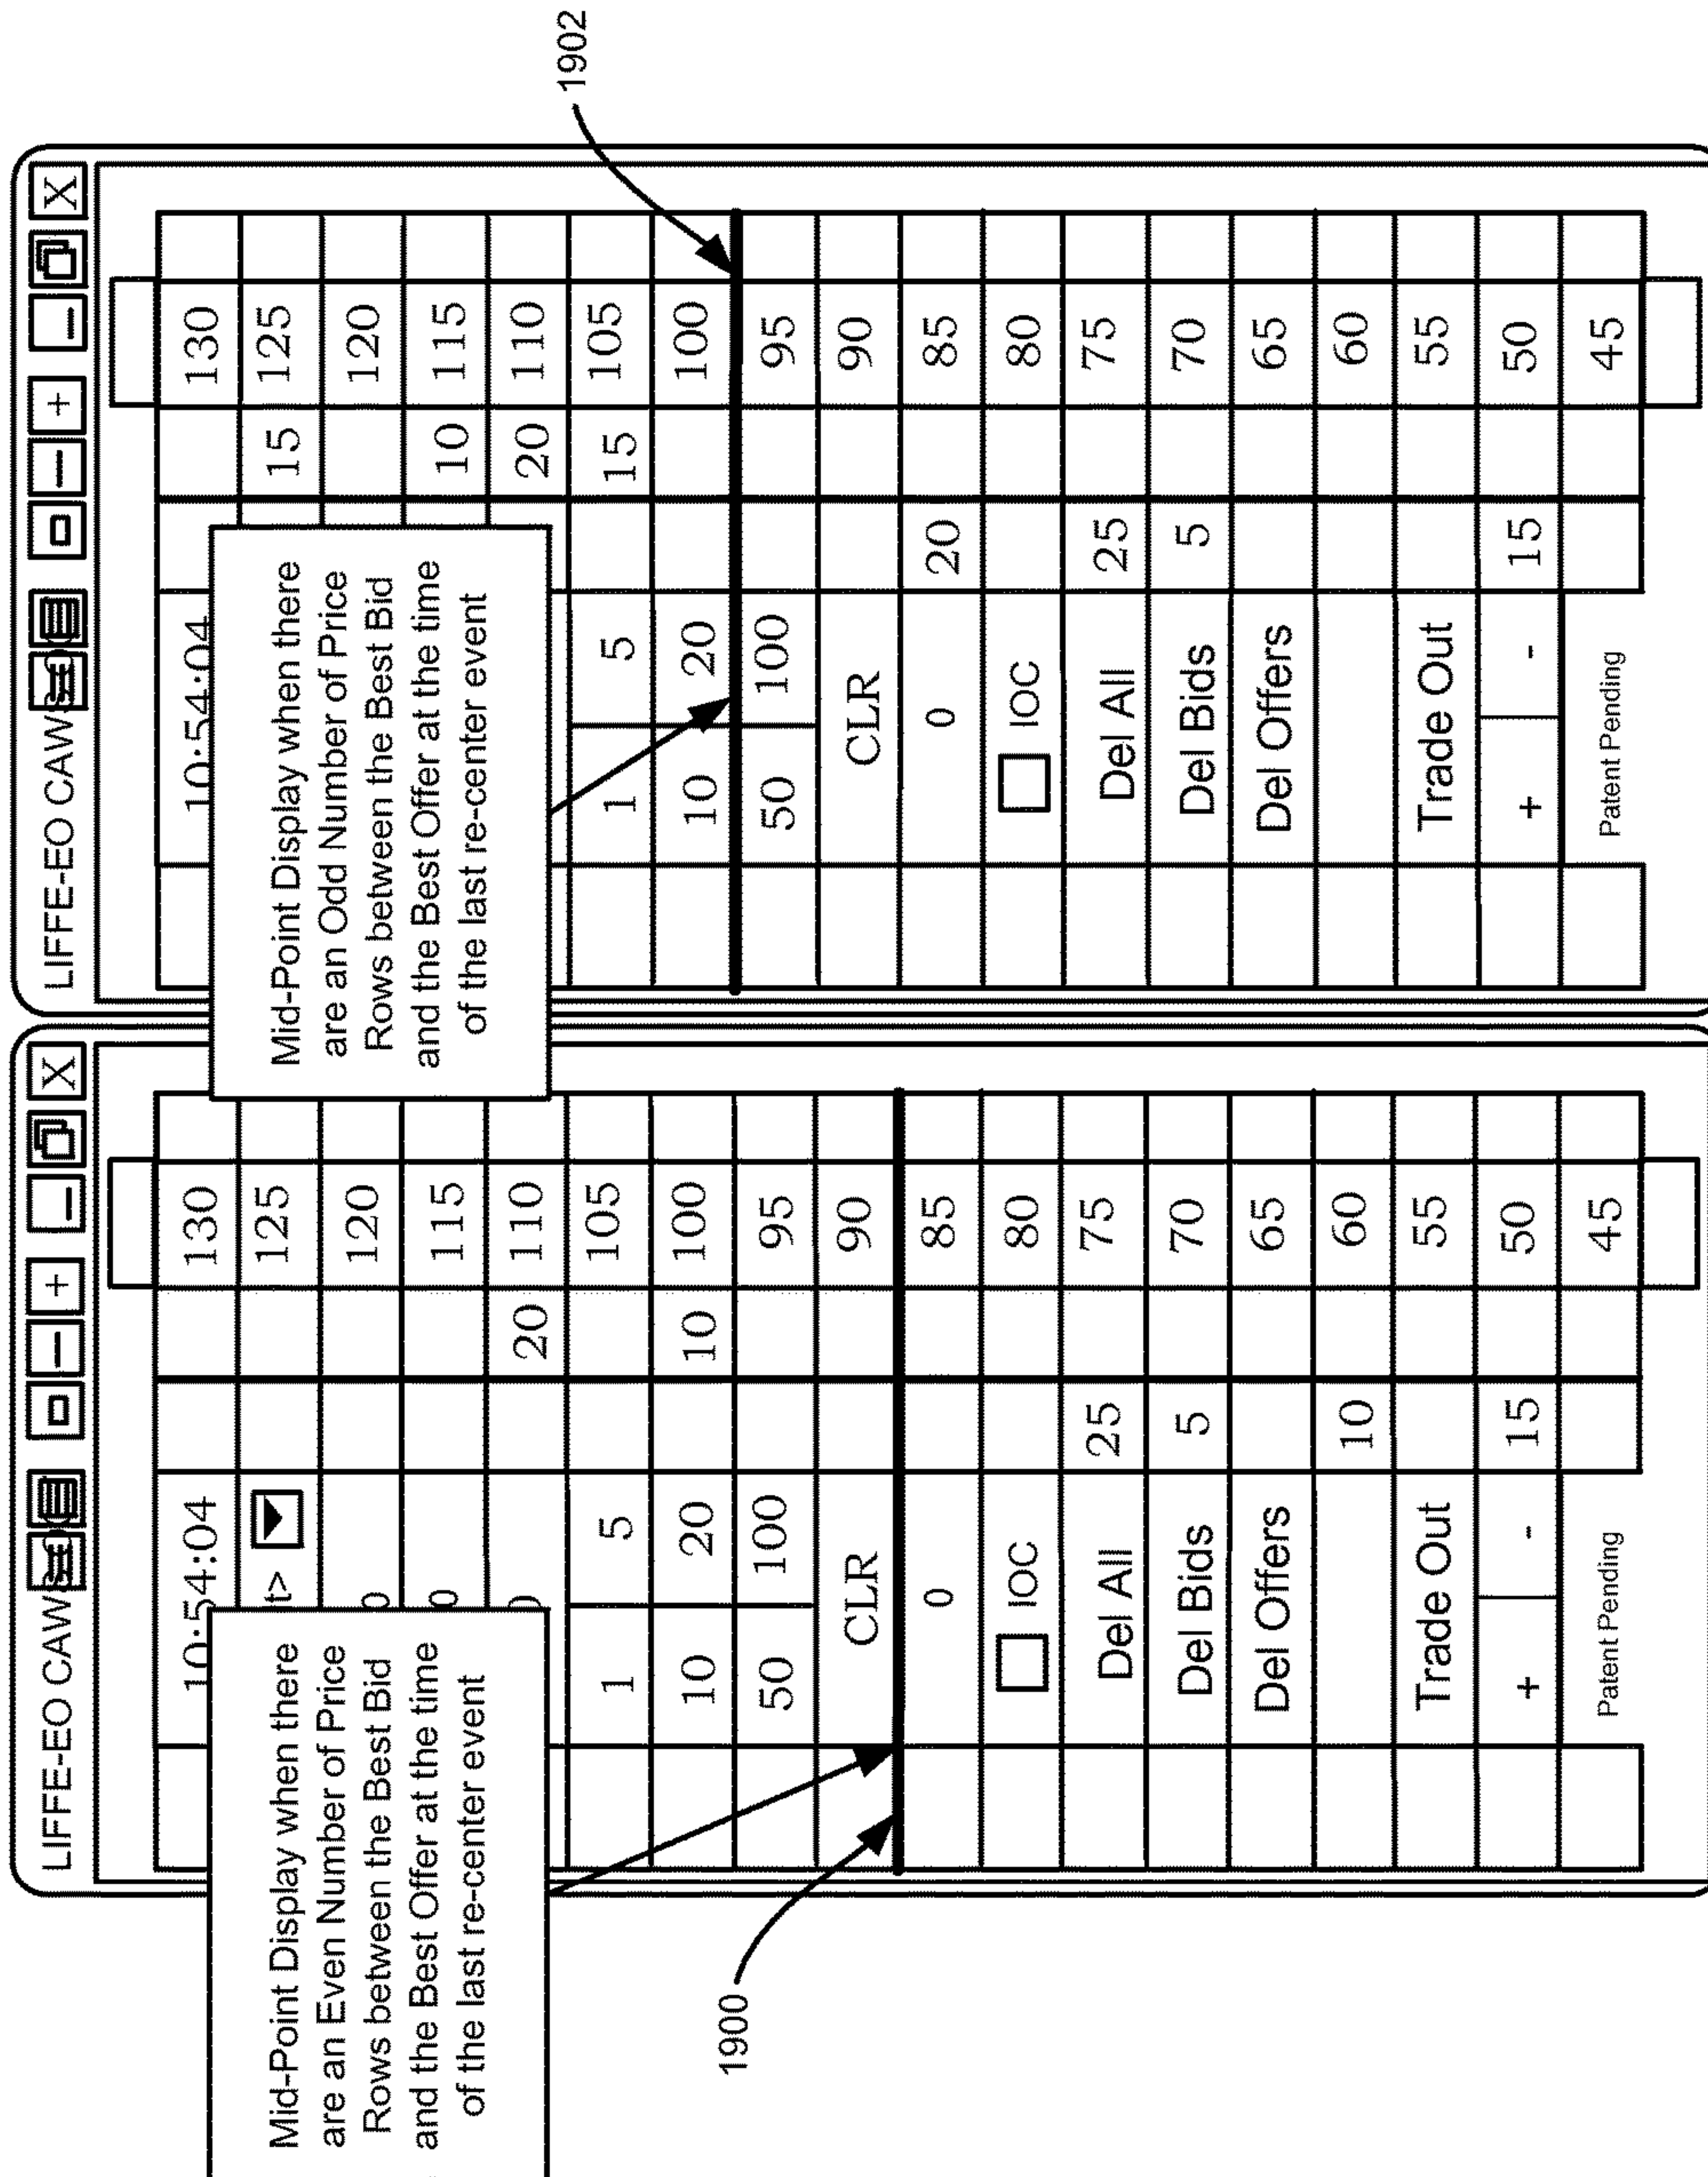 LIFFE-EO CAWS
X
10:54:04
t>
130
125
0
120
0
115
0
20
110
1
5
105
10
20
10
100
50
100
95
CLR
90
0
85
IOC
80
Del All
25
75
Del Bids
5
70
Del Offers
65
10
60
Trade Out
55
+
-
15
50
Patent Pending
45
Mid-Point Display when there
are an Even Number of Price
Rows between the Best Bid
and the Best Offer at the time
of the last re-center event
1900
LIFFE-EO CAWS
X
10:54:04
130
15
125
120
10
115
20
110
1
5
15
105
10
20
100
50
100
95
CLR
90
0
20
85
IOC
80
Del All
25
75
Del Bids
5
70
Del Offers
65
60
Trade Out
55
+
-
15
50
Patent Pending
45
Mid-Point Display when there
are an Odd Number of Price
Rows between the Best Bid
and the Best Offer at the time
of the last re-center event
1902